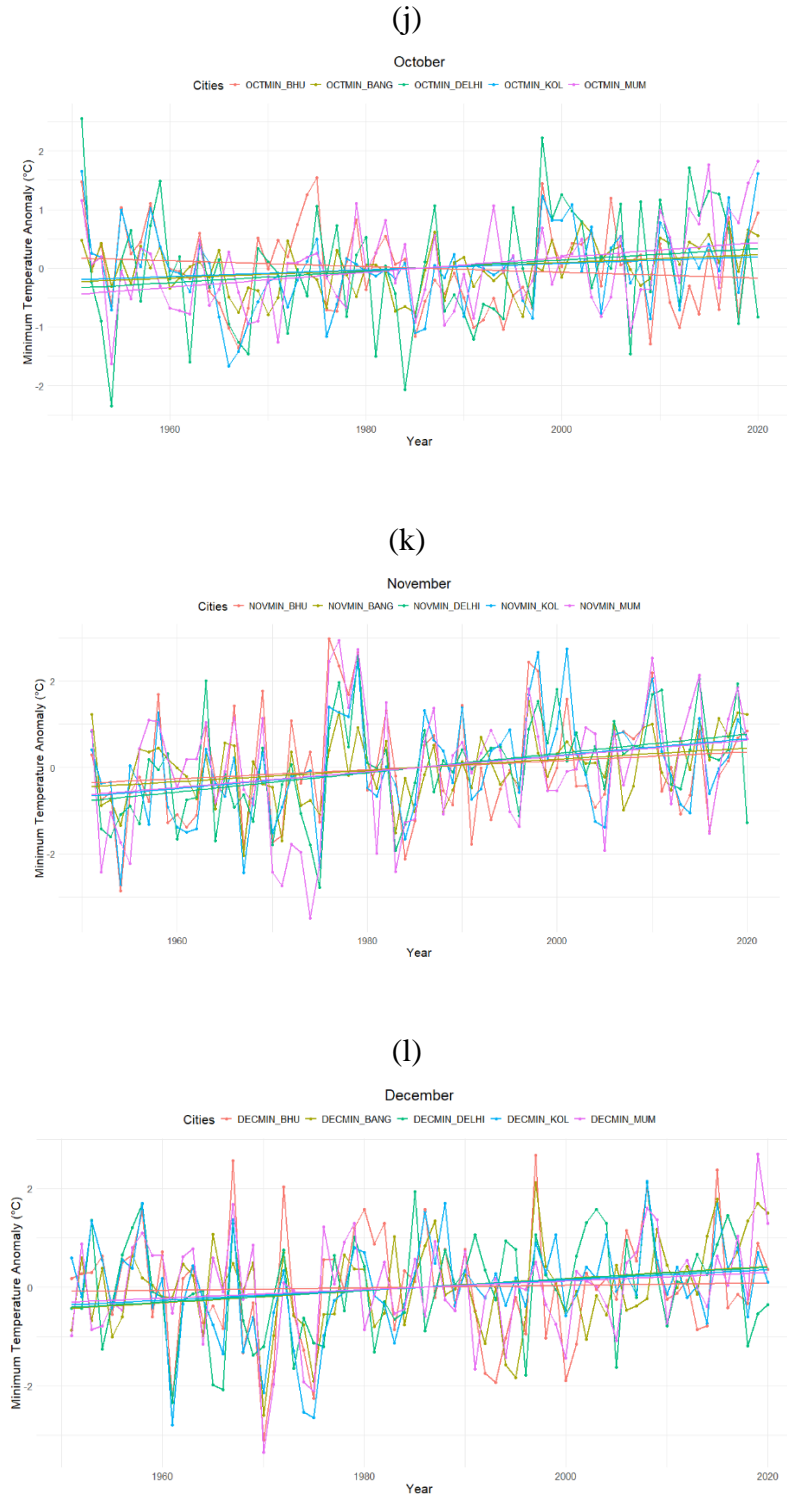 (j)
October
Cities OCTMIN_BHU OCTMIN_BANG OCTMIN_DELHI OCTMIN_KOL OCTMIN_MUM
Minimum Temperature Anomaly (°C)
2
1
0
-1
-2
1960 1980 2000 2020
Year
(k)
November
Cities NOVMIN_BHU NOVMIN_BANG NOVMIN_DELHI NOVMIN_KOL NOVMIN_MUM
Minimum Temperature Anomaly (°C)
2
0
-2
1960 1980 2000 2020
Year
(l)
December
Cities DECMIN_BHU DECMIN_BANG DECMIN_DELHI DECMIN_KOL DECMIN_MUM
Minimum Temperature Anomaly (°C)
2
0
-2
1960 1980 2000 2020
Year